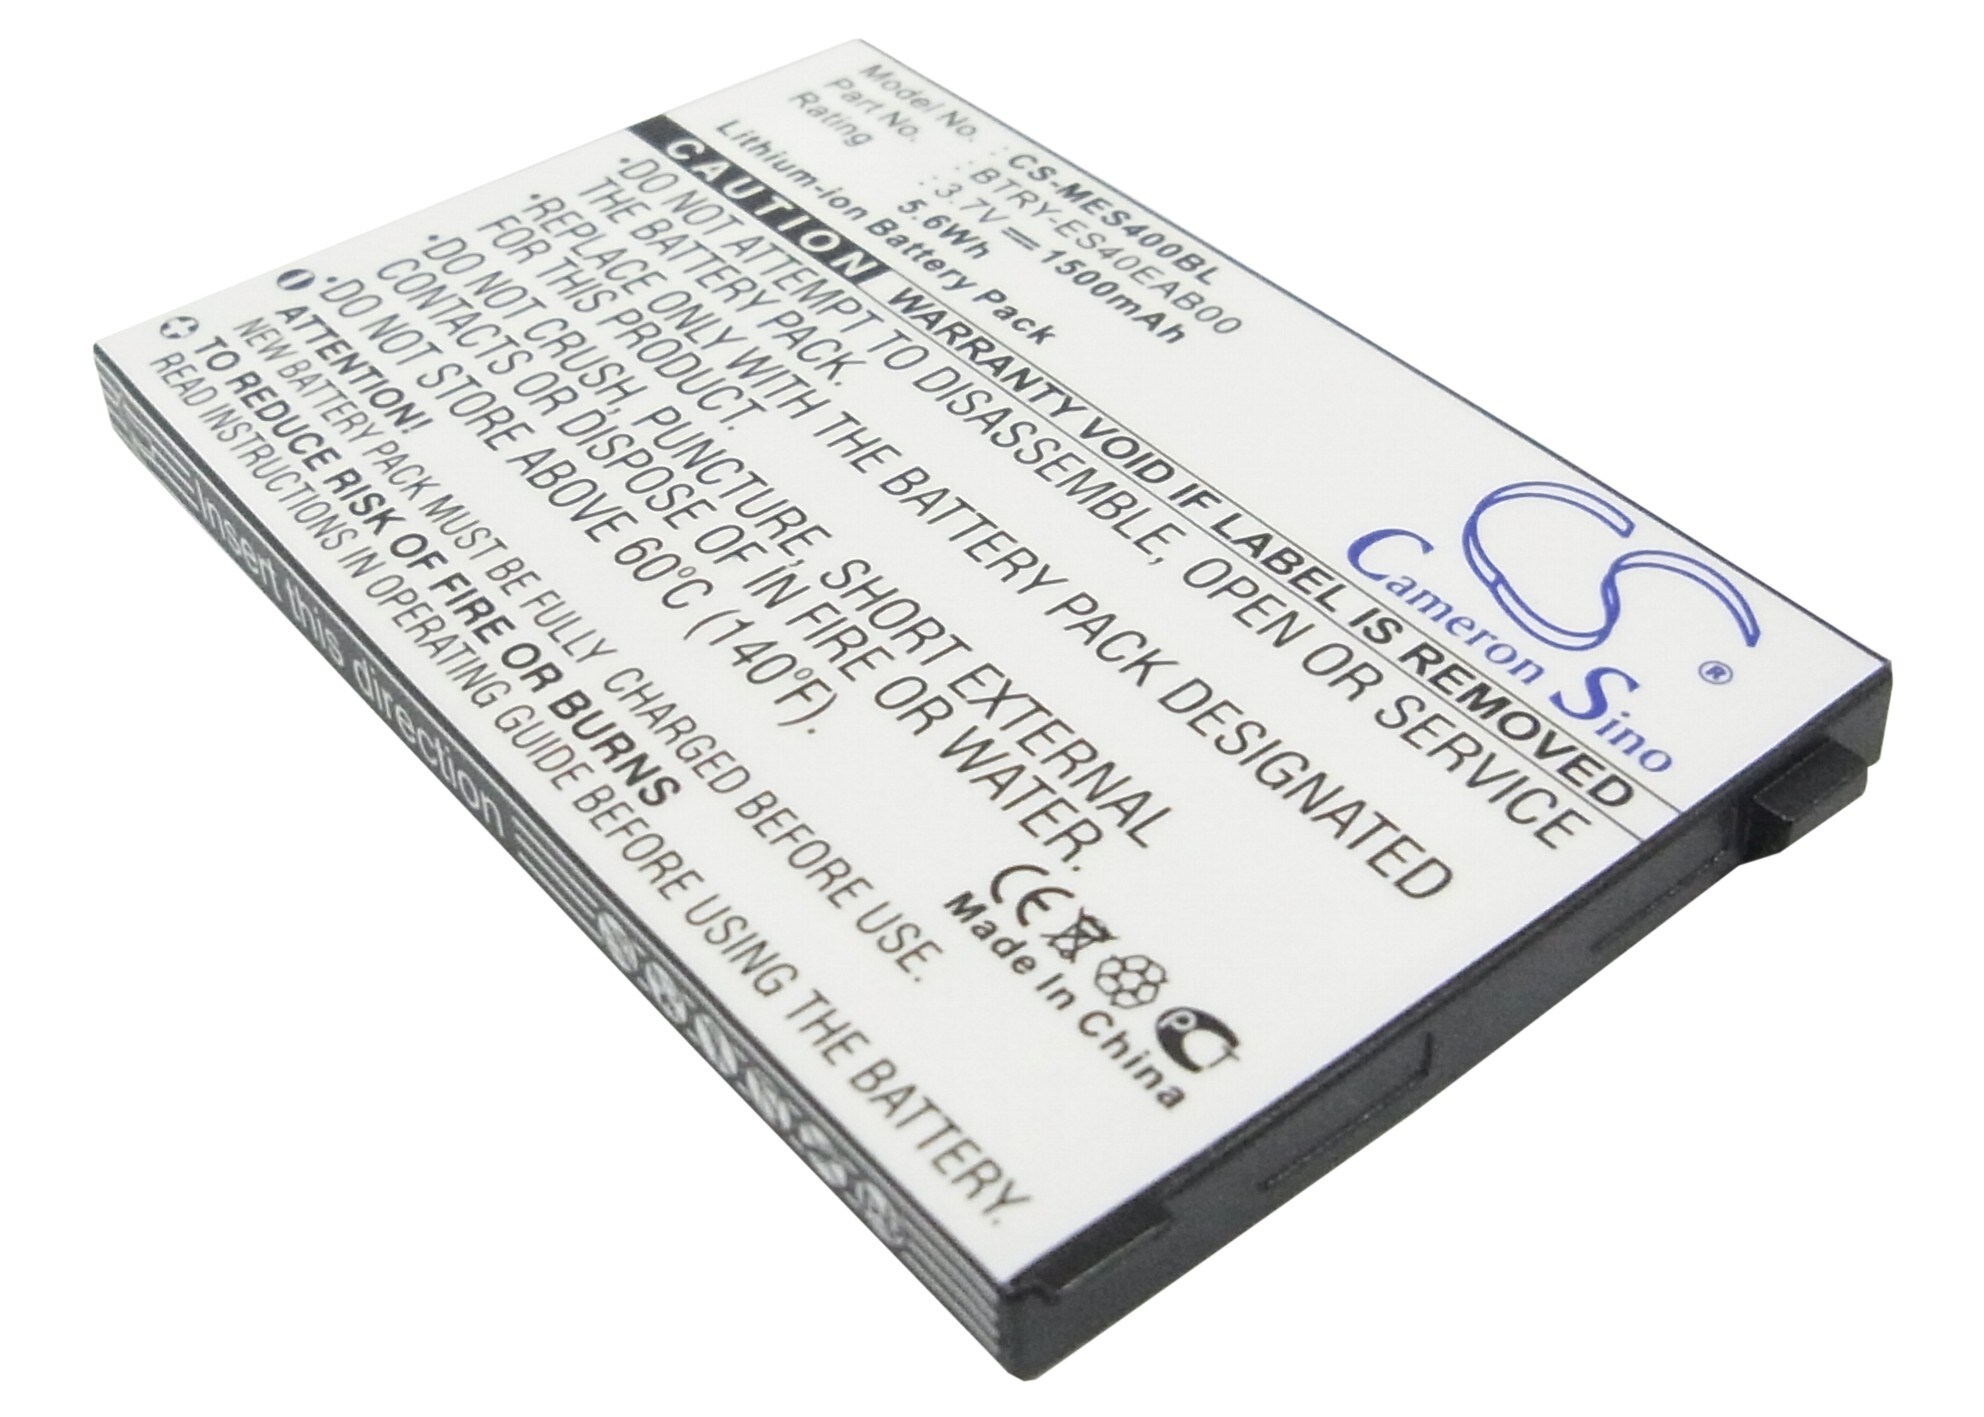 Model No. : CS-MES400BL
Part No. : BTRY-ES40EAB00
Rating : 3.7V 1500mAh
5.6Wh
Lithium-ion Battery Pack
CAUTION WARRANTY VOID IF LABEL IS REMOVED
•DO NOT ATTEMPT TO DISASSEMBLE, OPEN OR SERVICE
THE BATTERY PACK.
•REPLACE ONLY WITH THE BATTERY PACK DESIGNATED
FOR THIS PRODUCT.
•DO NOT CRUSH, PUNCTURE, SHORT EXTERNAL
CONTACTS OR DISPOSE OF IN FIRE OR WATER.
•DO NOT STORE ABOVE 60°C (140°F).
ATTENTION!
NEW BATTERY PACK MUST BE FULLY CHARGED BEFORE USE.
TO REDUCE RISK OF FIRE OR BURNS
READ INSTRUCTIONS IN OPERATING GUIDE BEFORE USING THE BATTERY.
CS
Cameron Sino ®
CE PCT
Made In China
Insert this direction